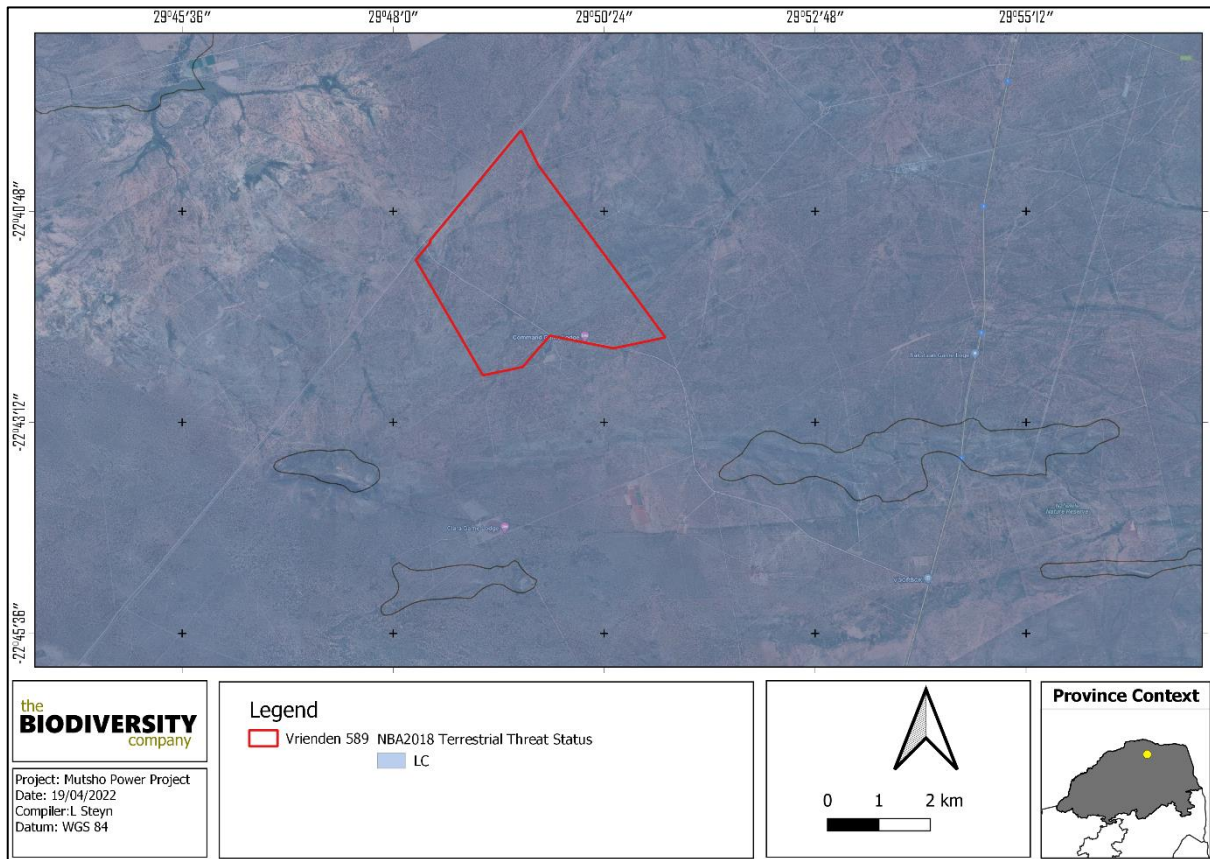 29°45′36″ 29°48′0″ 29°50′24″ 29°52′48″ 29°55′12″
-22°40′48″
-22°43′12″
-22°45′36″
Nature Reserve
the
BIODIVERSITY
company
Project: Mutsho Power Project
Date: 19/04/2022
Compiler:L Steyn
Datum: WGS 84
Legend
Vrienden 589 NBA2018 Terrestrial Threat Status
LC
0 1 2 km
Province Context